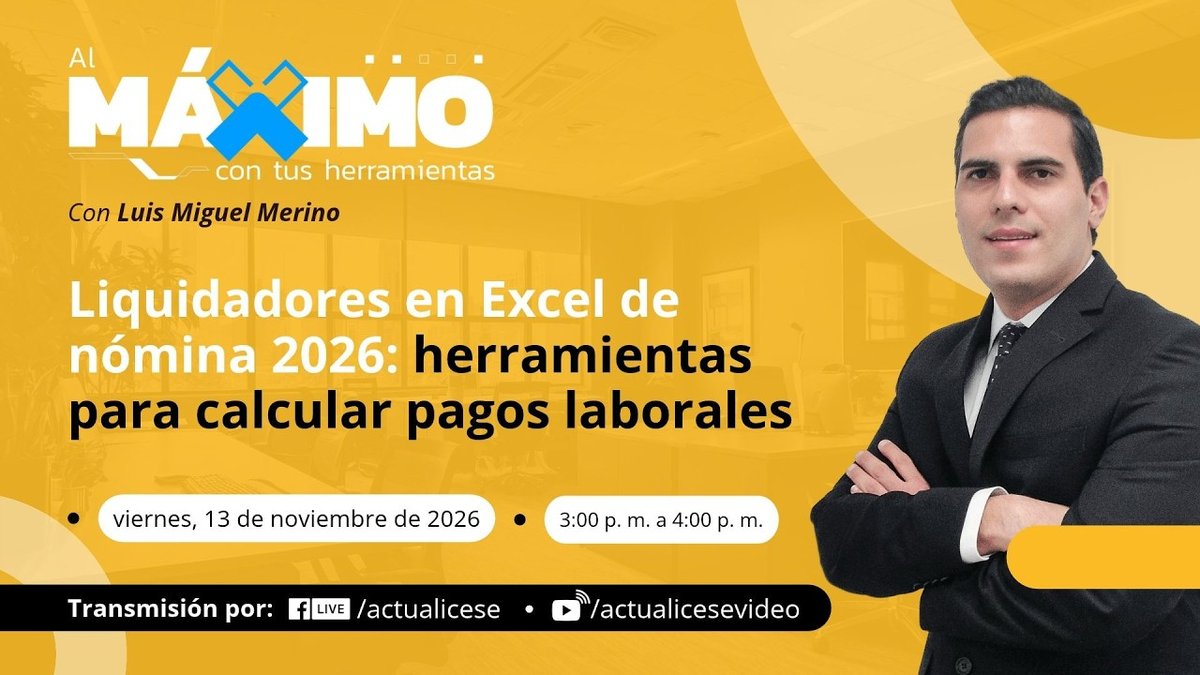 Al
MÁXIMO
con tus herramientas
Con Luis Miguel Merino
Liquidadores en Excel de
nómina 2026: herramientas
para calcular pagos laborales
viernes, 13 de noviembre de 2026
3:00 p. m. a 4:00 p. m.
Transmisión por: f LIVE /actualicese • /actualicesevideo